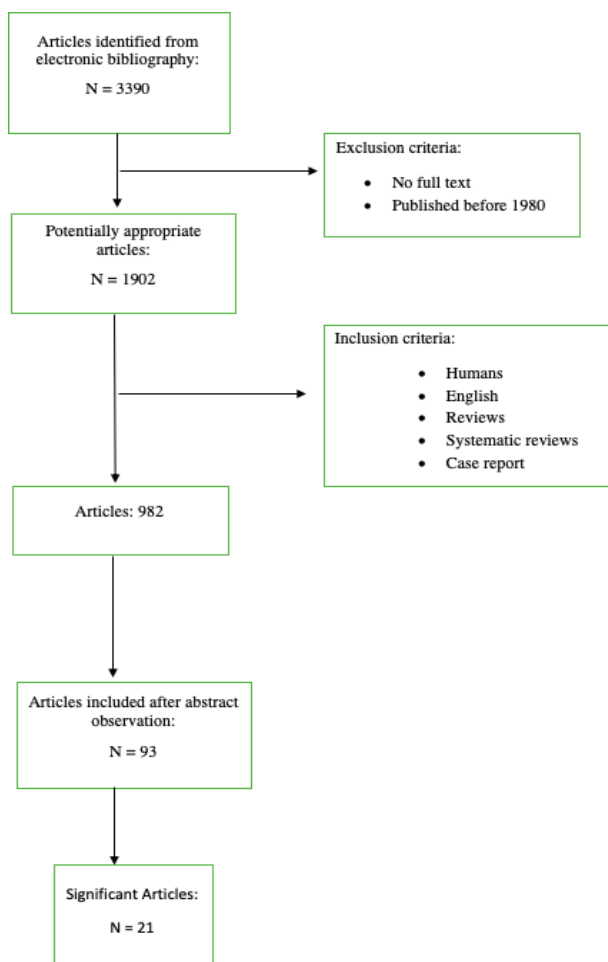 Articles identified from
electronic bibliography:
N = 3390
Exclusion criteria:
• No full text
• Published before 1980
Potentially appropriate
articles:
N = 1902
Inclusion criteria:
• Humans
• English
• Reviews
• Systematic reviews
• Case report
Articles: 982
Articles included after abstract
observation:
N = 93
Significant Articles:
N = 21